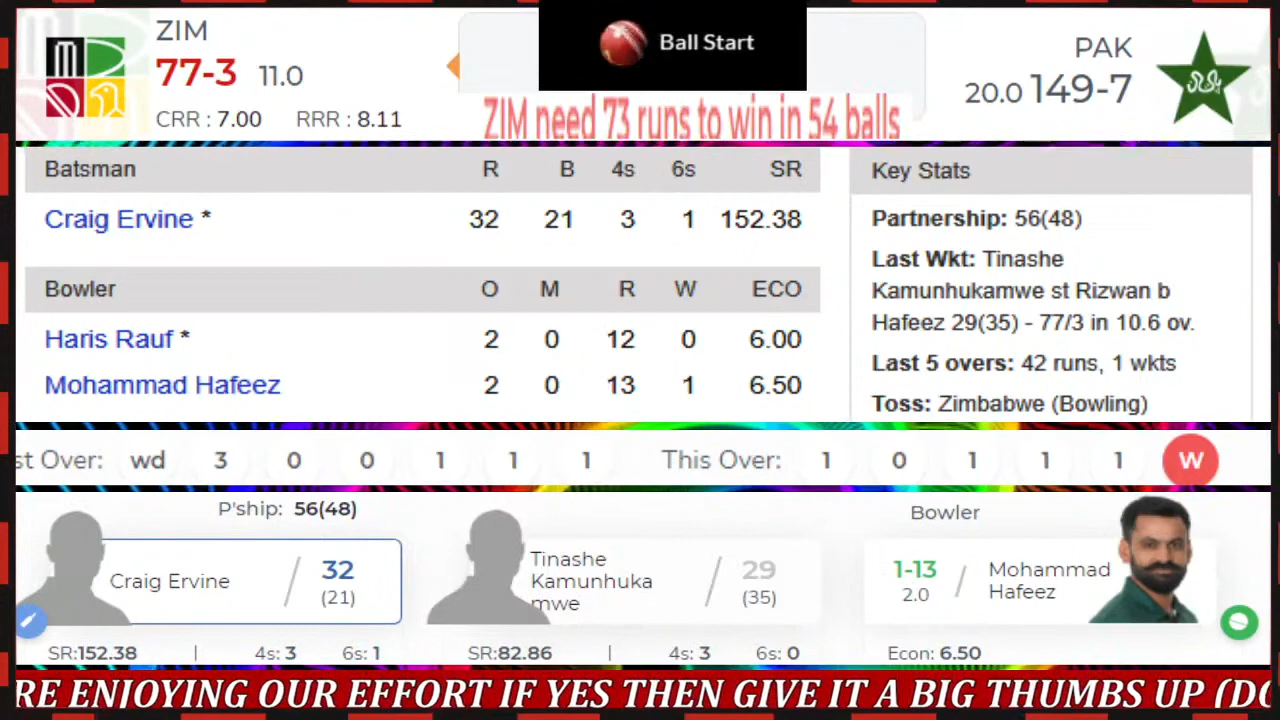 ZIM
77-3 11.0
CRR : 7.00 RRR : 8.11
Ball Start
ZIM need 73 runs to win in 54 balls
PAK
20.0 149-7
Batsman R B 4s 6s SR
Craig Ervine * 32 21 3 1 152.38
Bowler O M R W ECO
Haris Rauf * 2 0 12 0 6.00
Mohammad Hafeez 2 0 13 1 6.50
Key Stats
Partnership: 56(48)
Last Wkt: Tinashe
Kamunhukamwe st Rizwan b
Hafeez 29(35) - 77/3 in 10.6 ov.
Last 5 overs: 42 runs, 1 wkts
Toss: Zimbabwe (Bowling)
st Over: wd 3 0 0 1 1 1 This Over: 1 0 1 1 1 W
P'ship: 56(48)
Craig Ervine / 32
(21)
SR:152.38 | 4s: 3 6s: 1
Tinashe
Kamunhuka
mwe
/ 29
(35)
SR:82.86 | 4s: 3 6s: 0
Bowler
1-13
2.0 / Mohammad
Hafeez
Econ: 6.50
RE ENJOYING OUR EFFORT IF YES THEN GIVE IT A BIG THUMBS UP (DO